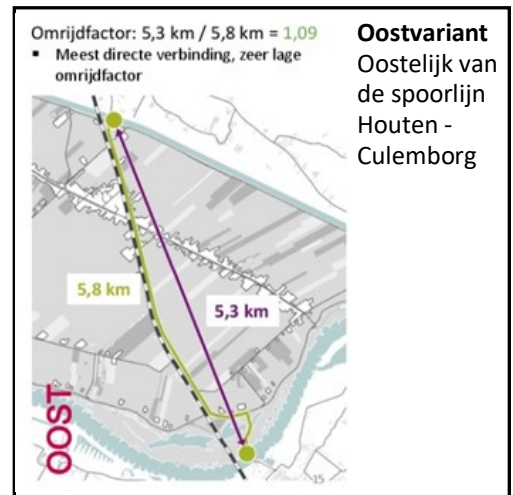 Omrijdfactor: 5,3 km / 5,8 km = 1,09
▪ Meest directe verbinding, zeer lage
omrijdfactor
5,8 km
5,3 km
OOST
15
Oostvariant
Oostelijk van
de spoorlijn
Houten -
Culemborg